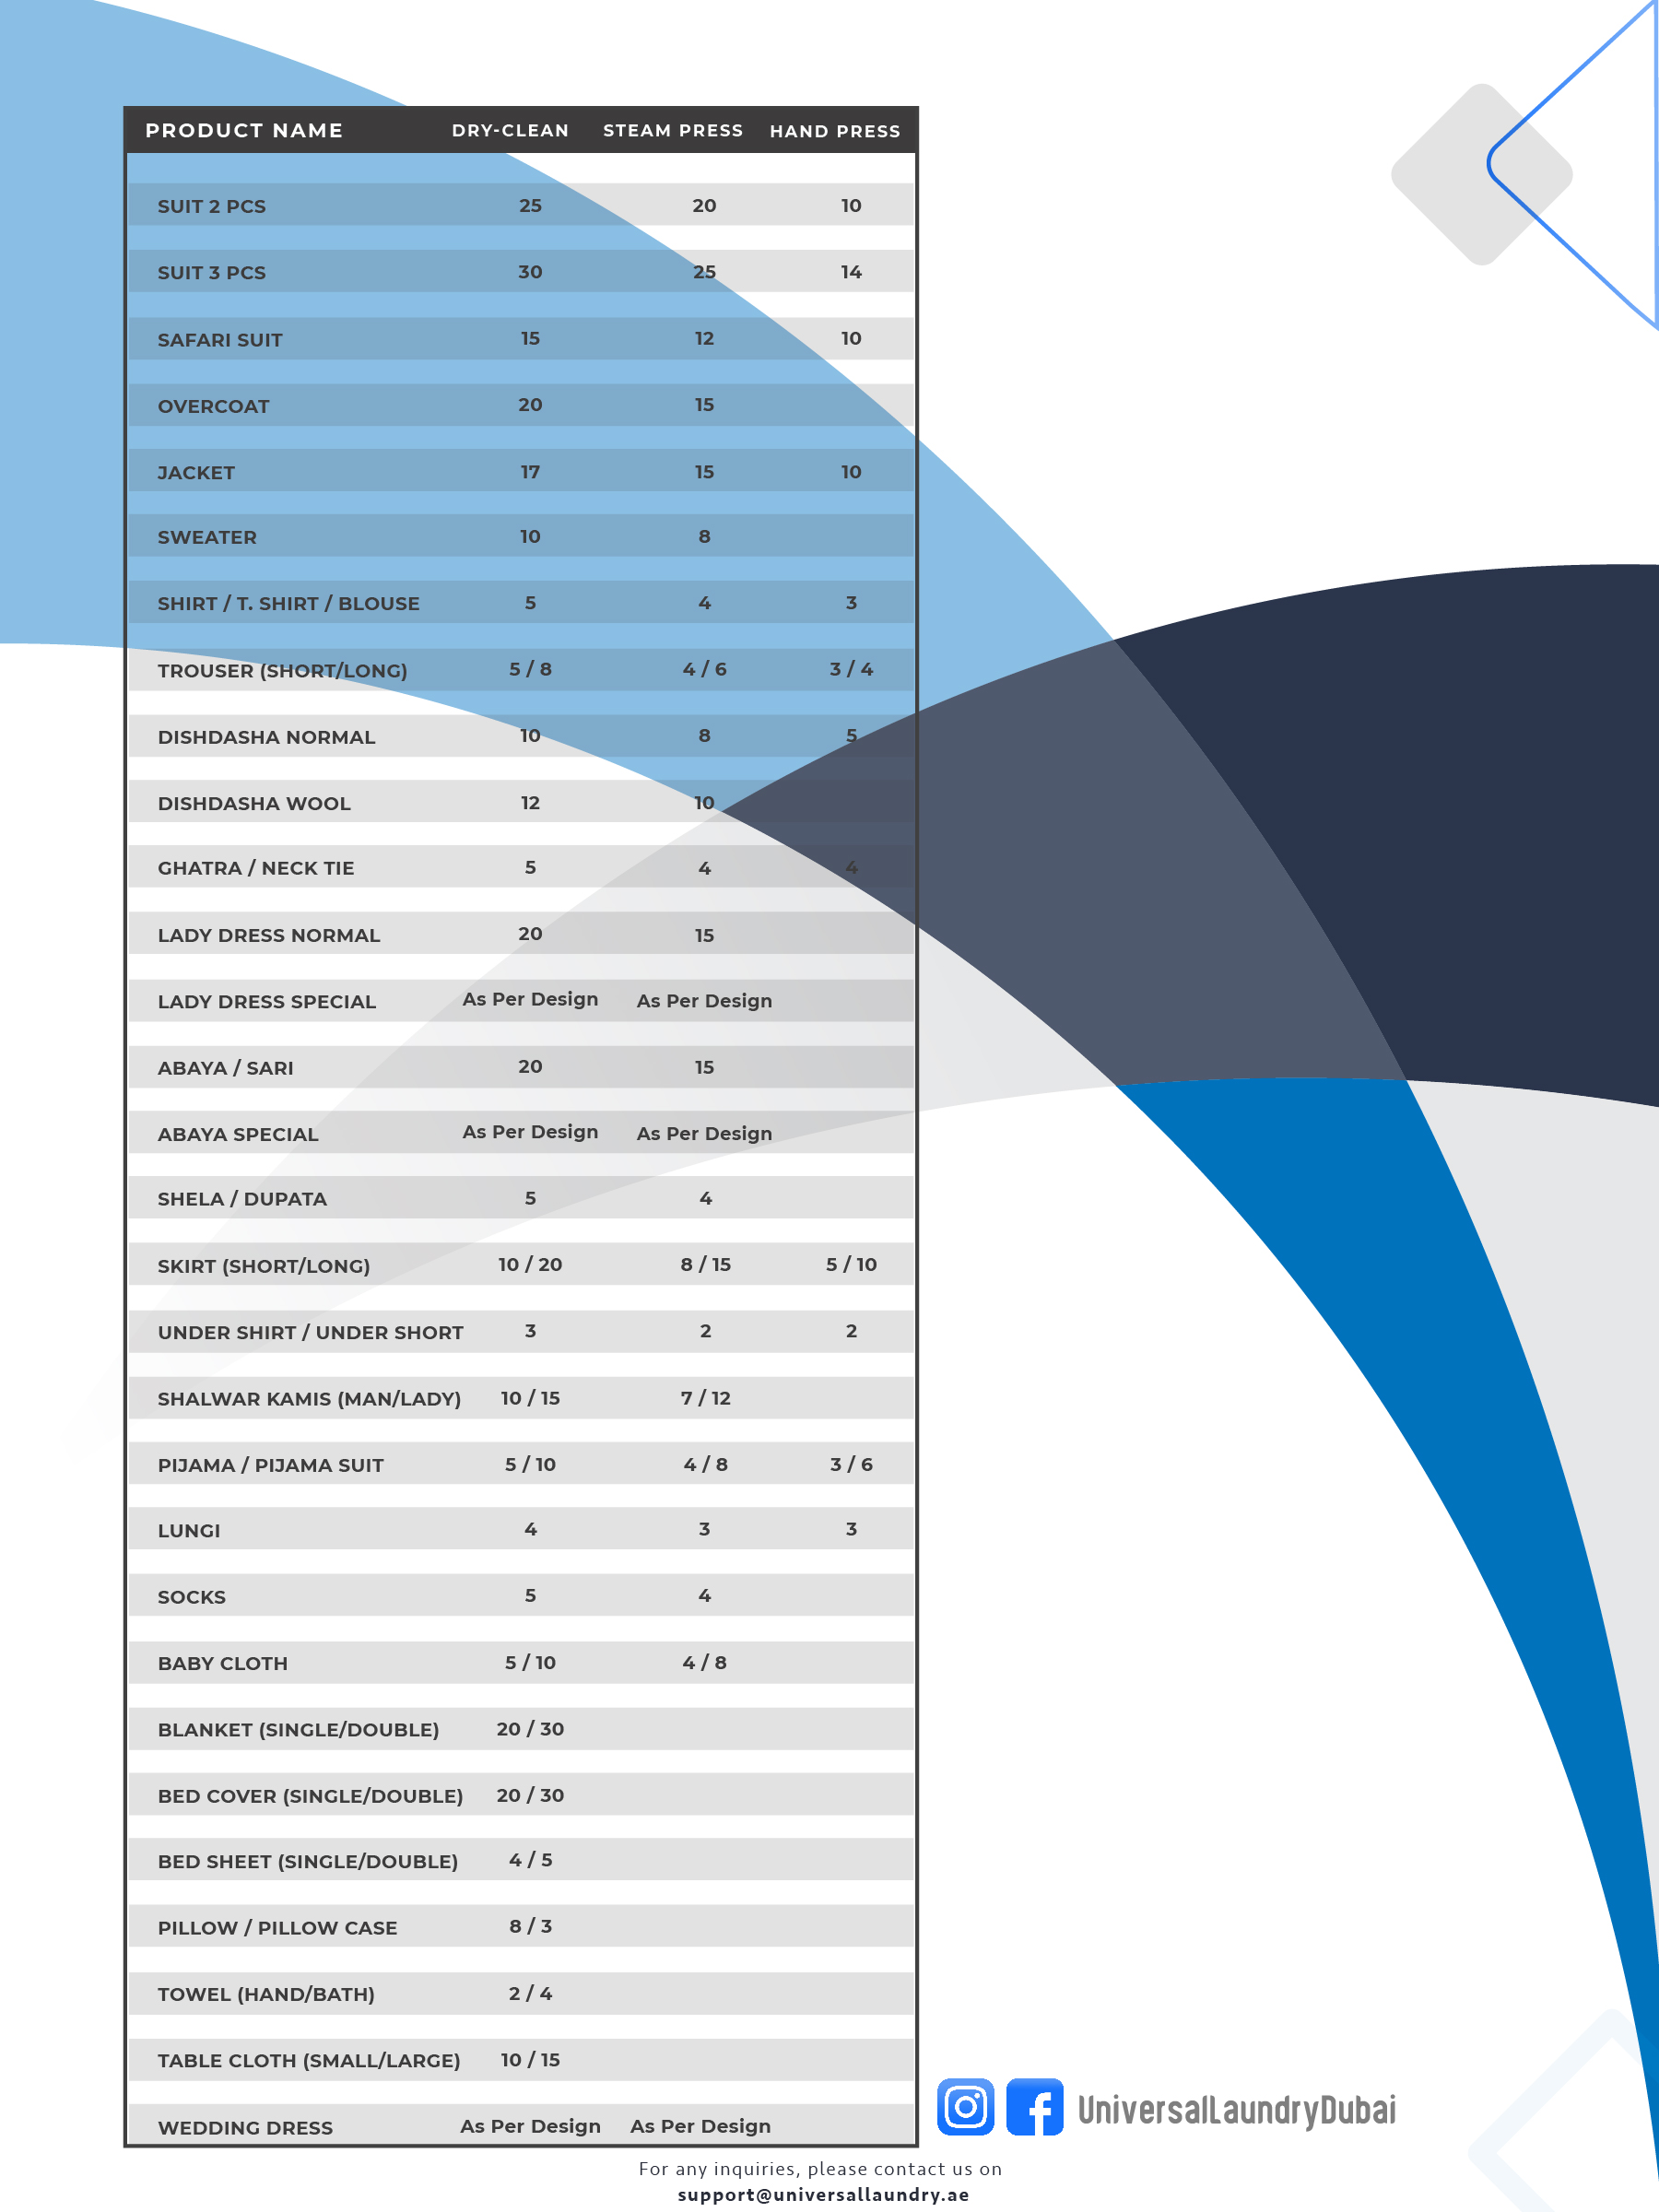 PRODUCT NAME DRY-CLEAN STEAM PRESS HAND PRESS
SUIT 2 PCS 25 20 10
SUIT 3 PCS 30 25 14
SAFARI SUIT 15 12 10
OVERCOAT 20 15
JACKET 17 15 10
SWEATER 10 8
SHIRT / T. SHIRT / BLOUSE 5 4 3
TROUSER (SHORT/LONG) 5 / 8 4 / 6 3 / 4
DISHDASHA NORMAL 10 8 5
DISHDASHA WOOL 12 10
GHATRA / NECK TIE 5 4 4
LADY DRESS NORMAL 20 15
LADY DRESS SPECIAL As Per Design As Per Design
ABAYA / SARI 20 15
ABAYA SPECIAL As Per Design As Per Design
SHELA / DUPATA 5 4
SKIRT (SHORT/LONG) 10 / 20 8 / 15 5 / 10
UNDER SHIRT / UNDER SHORT 3 2 2
SHALWAR KAMIS (MAN/LADY) 10 / 15 7 / 12
PIJAMA / PIJAMA SUIT 5 / 10 4 / 8 3 / 6
LUNGI 4 3 3
SOCKS 5 4
BABY CLOTH 5 / 10 4 / 8
BLANKET (SINGLE/DOUBLE) 20 / 30
BED COVER (SINGLE/DOUBLE) 20 / 30
BED SHEET (SINGLE/DOUBLE) 4 / 5
PILLOW / PILLOW CASE 8 / 3
TOWEL (HAND/BATH) 2 / 4
TABLE CLOTH (SMALL/LARGE) 10 / 15
WEDDING DRESS As Per Design As Per Design
UniversalLaundryDubai
For any inquiries, please contact us on
support@universallaundry.ae